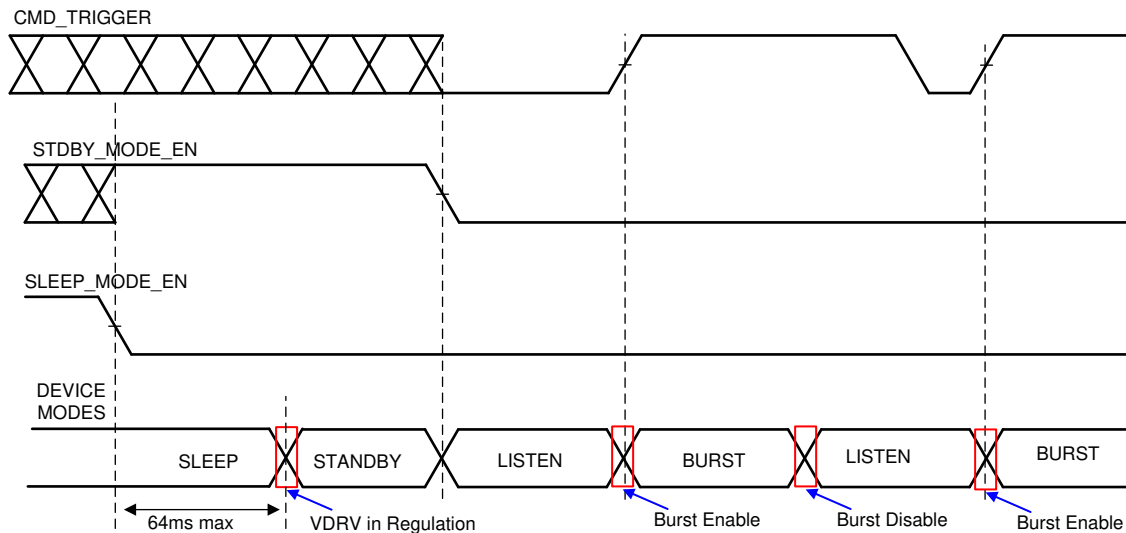 CMD_TRIGGER
STDBY_MODE_EN
SLEEP_MODE_EN
DEVICE
MODES
SLEEP
STANDBY
LISTEN
BURST
LISTEN
BURST
64ms max
VDRV in Regulation
Burst Enable
Burst Disable
Burst Enable